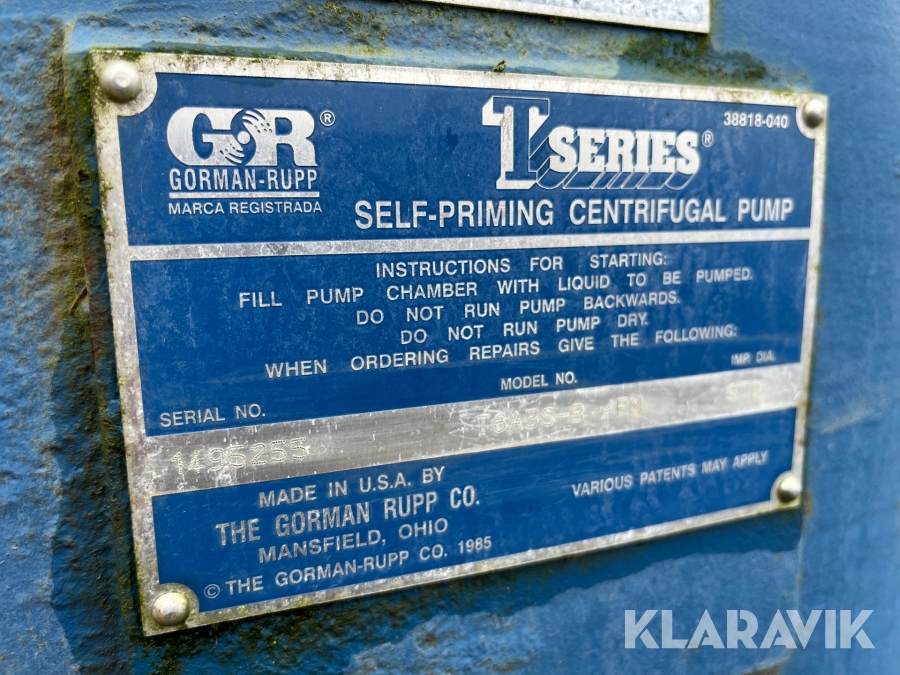 GR®
GORMAN-RUPP
MARCA REGISTRADA
T SERIES®
38818-040
SELF-PRIMING CENTRIFUGAL PUMP
INSTRUCTIONS FOR STARTING:
FILL PUMP CHAMBER WITH LIQUID TO BE PUMPED.
DO NOT RUN PUMP BACKWARDS.
DO NOT RUN PUMP DRY.
WHEN ORDERING REPAIRS GIVE THE FOLLOWING:
SERIAL NO. MODEL NO. IMP. DIA.
1495255 T6A3S-B
MADE IN U.S.A. BY
THE GORMAN RUPP CO.
MANSFIELD, OHIO
VARIOUS PATENTS MAY APPLY
© THE GORMAN-RUPP CO. 1985
KLARAVIK